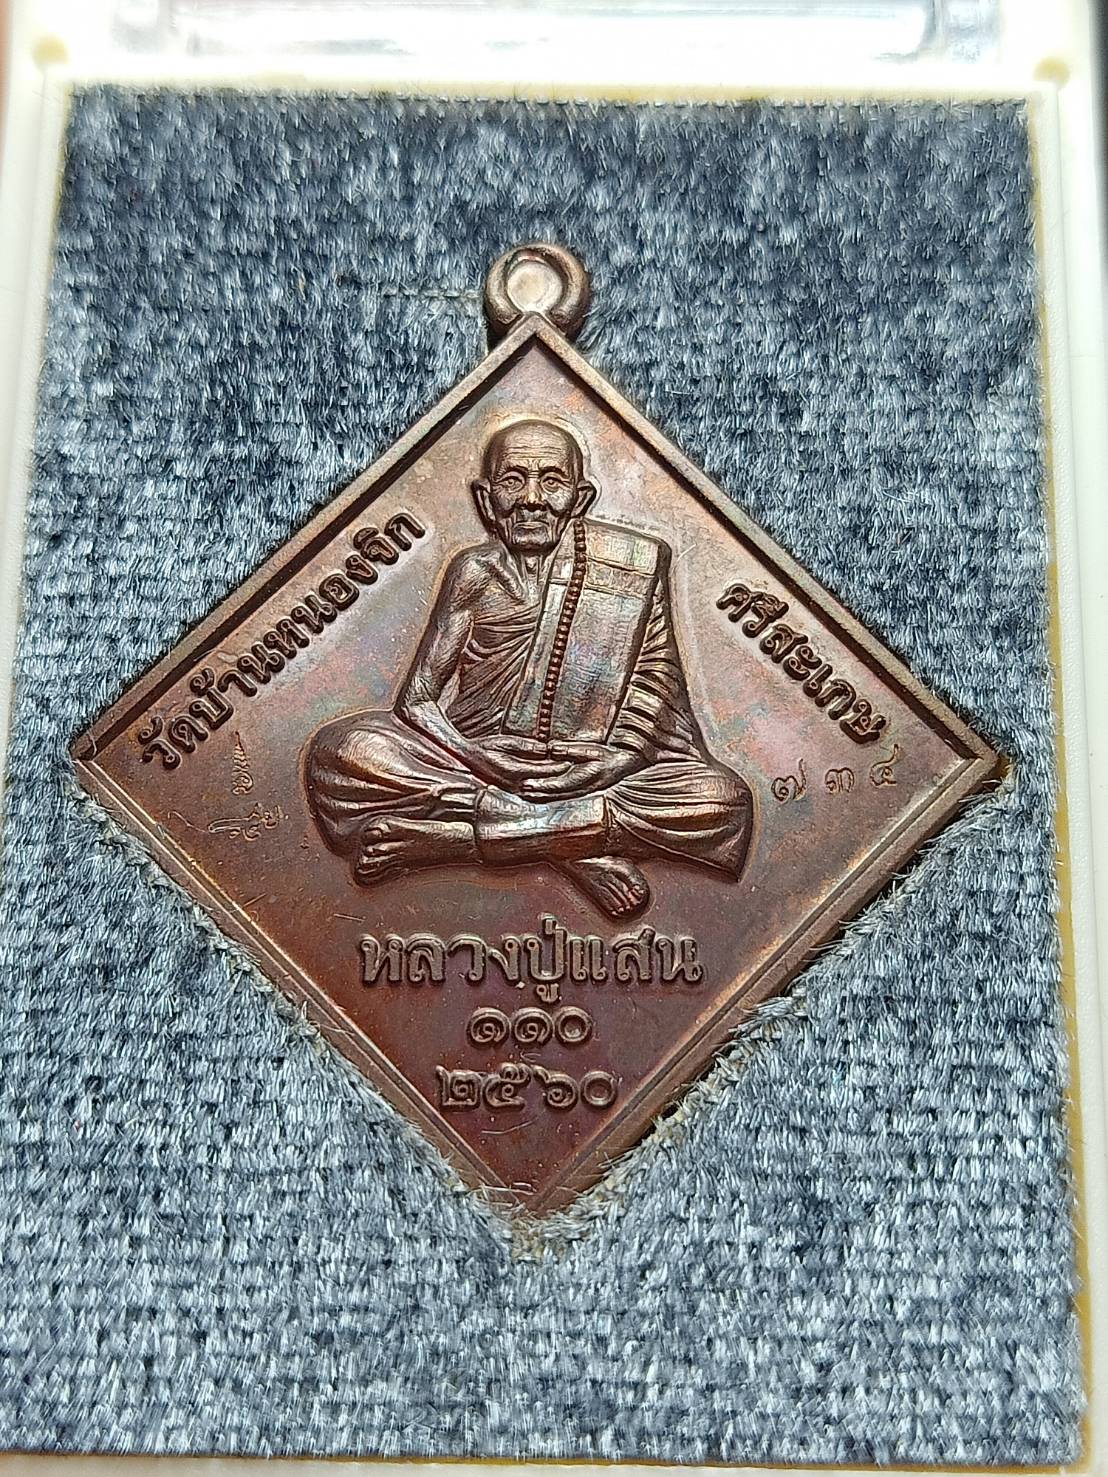 วัดบ้านหนองจิก
ศรีสะเกษ
๗๓๔
หลวงปู่แสน
๑๑๐
๒๕๖๐